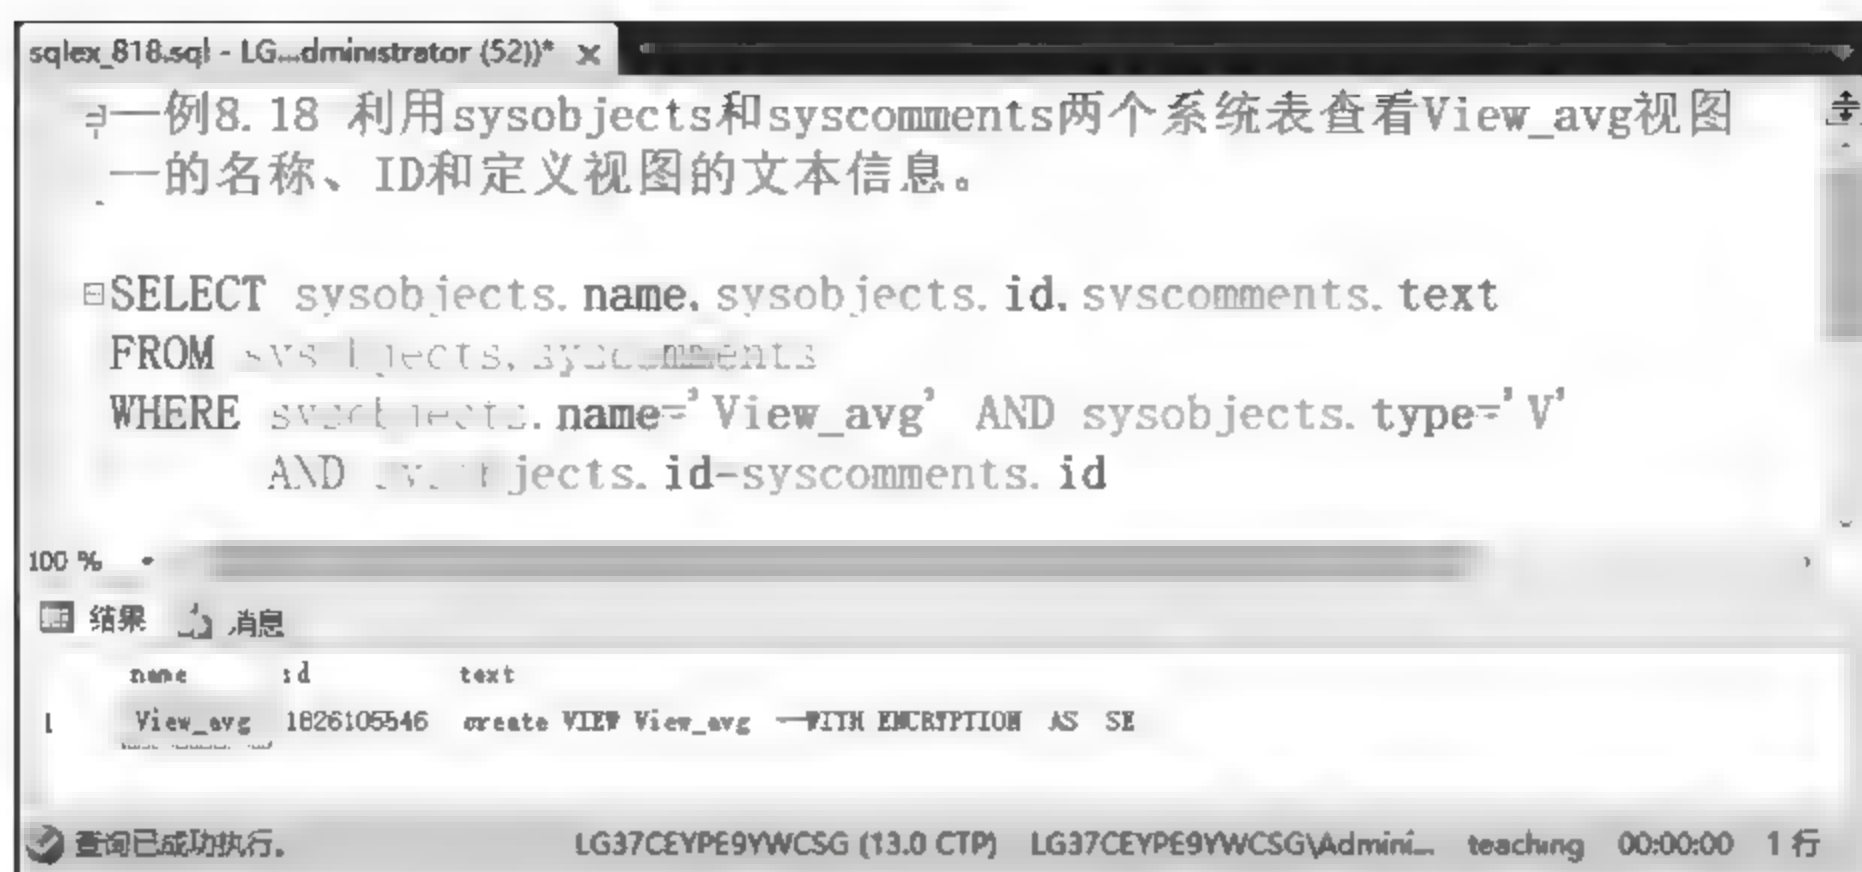 sqlex_818.sql - LG...dministrator (52))* ×
--例8.18 利用sysobjects和syscomments两个系统表查看View_avg视图
--的名称、ID和定义视图的文本信息。
SELECT sysobjects.name,sysobjects.id,syscomments.text
FROM sysobjects,syscomments
WHERE sysobjects.name='View_avg' AND sysobjects.type='V'
AND sysobjects.id=syscomments.id
100 %
结果 消息
name id text
1 View_avg 1826105546 create VIEW View_avg --WITH ENCRYPTION AS SE
查询已成功执行。 LG37CEYPE9YWCSG (13.0 CTP) LG37CEYPE9YWCSG\Admini... teaching 00:00:00 1 行